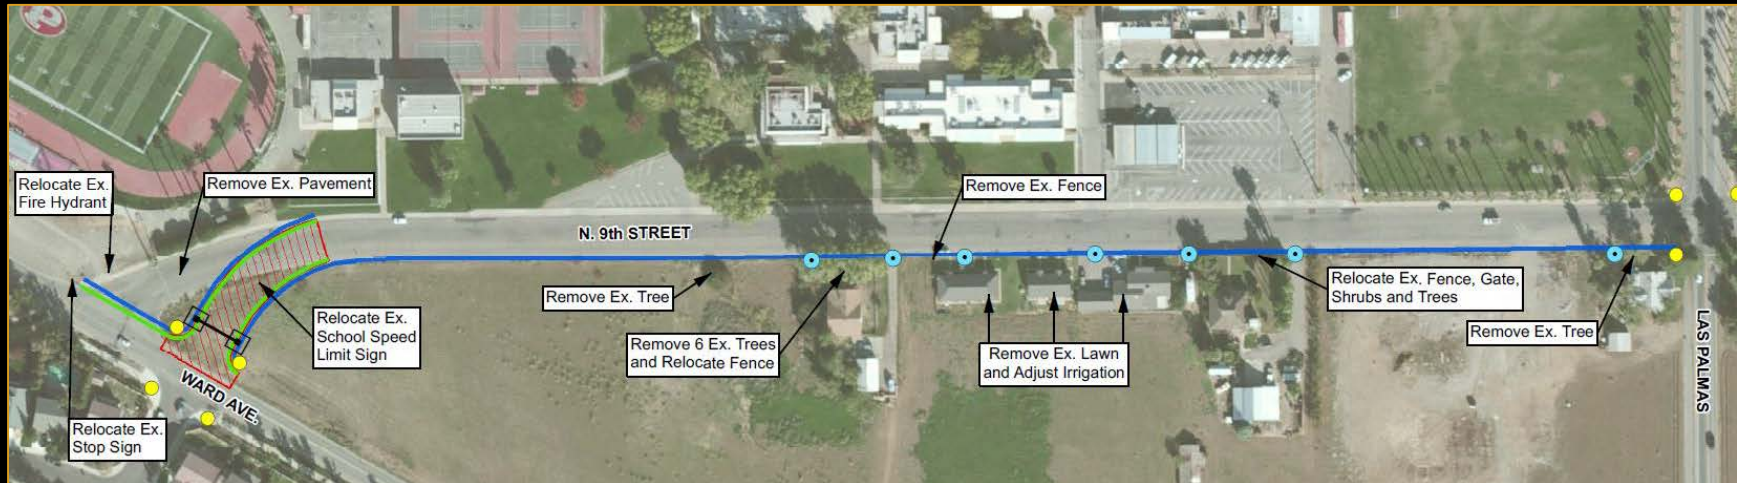 Relocate Ex.
Fire Hydrant
Remove Ex. Pavement
Remove Ex. Fence
N. 9th STREET
Remove Ex. Tree
Relocate Ex.
School Speed
Limit Sign
Remove 6 Ex. Trees
and Relocate Fence
Remove Ex. Lawn
and Adjust Irrigation
Relocate Ex. Fence, Gate,
Shrubs and Trees
Remove Ex. Tree
LAS PALMAS
WARD AVE.
Relocate Ex.
Stop Sign